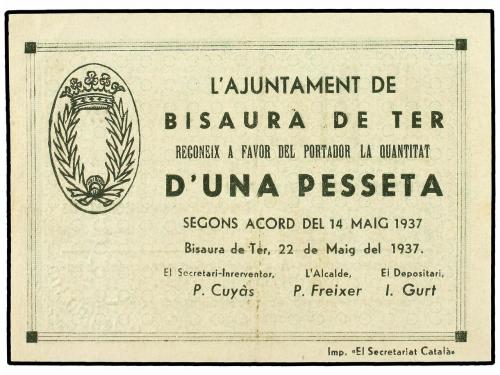 L'AJUNTAMENT DE
BISAURA DE TER
REGONEIX A FAVOR DEL PORTADOR LA QUANTITAT
D'UNA PESSETA
SEGONS ACORD DEL 14 MAIG 1937
Bisaura de Ter, 22 de Maig del 1937.
El Secretari-Inrerventor, L'Alcalde, El Depositari,
P. Cuyàs P. Freixer I. Gurt
Imp. «El Secretariat Català»